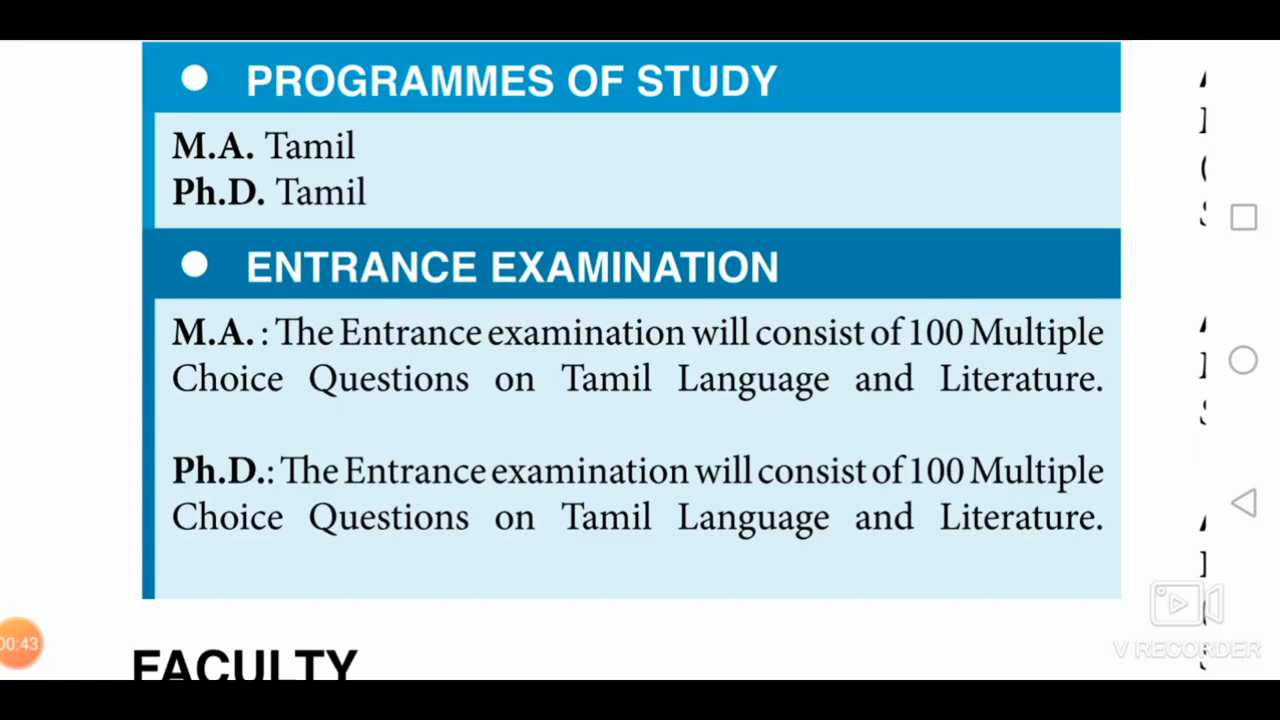 PROGRAMMES OF STUDY
M.A. Tamil
Ph.D. Tamil
ENTRANCE EXAMINATION
M.A. : The Entrance examination will consist of 100 Multiple
Choice Questions on Tamil Language and Literature.
Ph.D.: The Entrance examination will consist of 100 Multiple
Choice Questions on Tamil Language and Literature.
00:43
V RECORDER
FACULTY